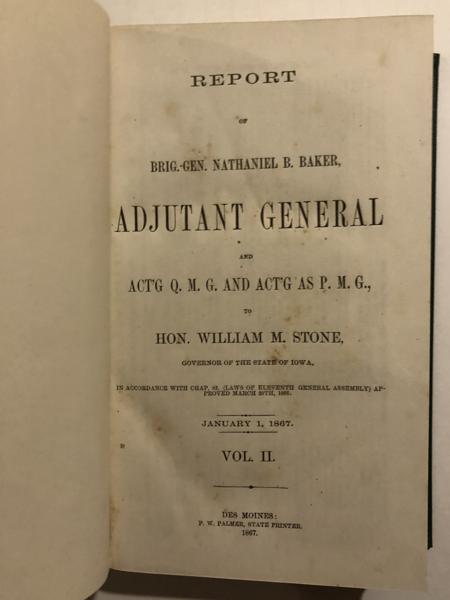 REPORT
OF
BRIG.-GEN. NATHANIEL B. BAKER,
ADJUTANT GENERAL
AND
ACT'G Q. M. G. AND ACT'G AS P. M. G.,
TO
HON. WILLIAM M. STONE,
GOVERNOR OF THE STATE OF IOWA,
IN ACCORDANCE WITH CHAP. 82, (LAWS OF ELEVENTH GENERAL ASSEMBLY) AP-
PROVED MARCH 28TH, 1866.
JANUARY 1, 1867.
VOL. II.
DES MOINES:
F. W. PALMER, STATE PRINTER.
1867.